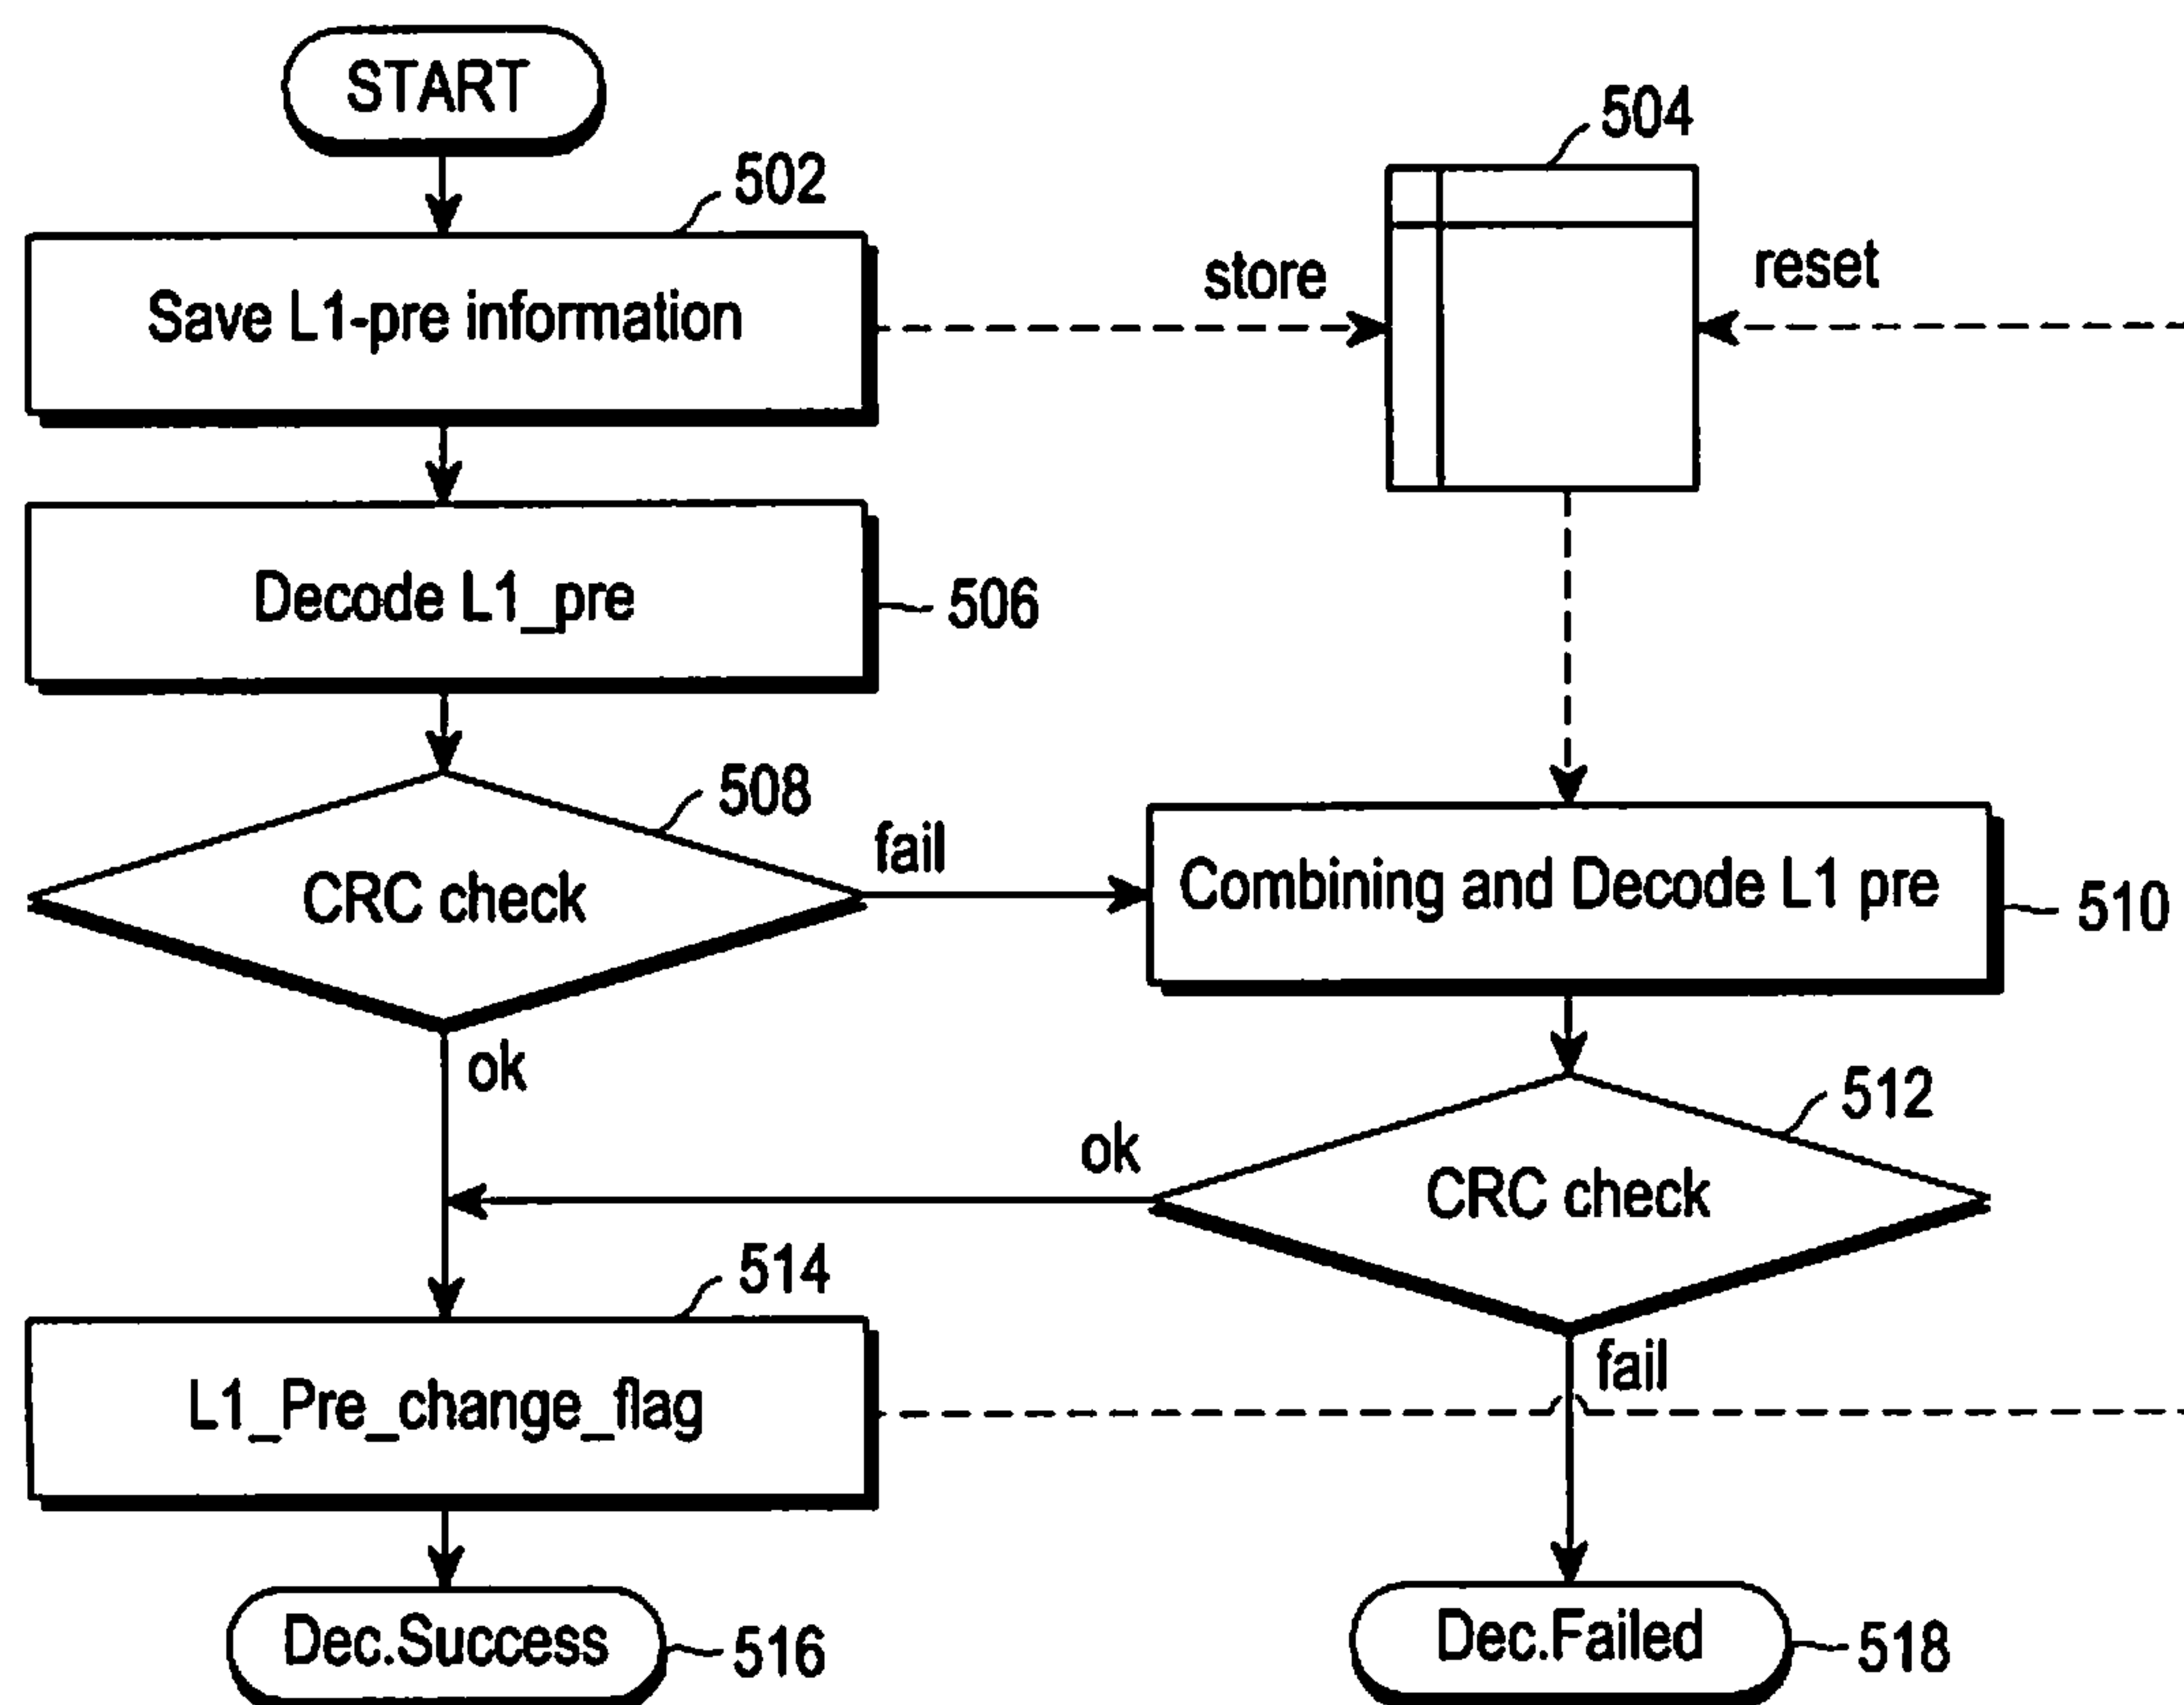 START
504
502
store
reset
Save L1-pre information
506
Decode L1_pre
508
fail
CRC check
Combining and Decode L1 pre
510
ok
512
ok
CRC check
514
fail
L1_Pre_change_flag
Dec.Success
516
Dec.Failed
518